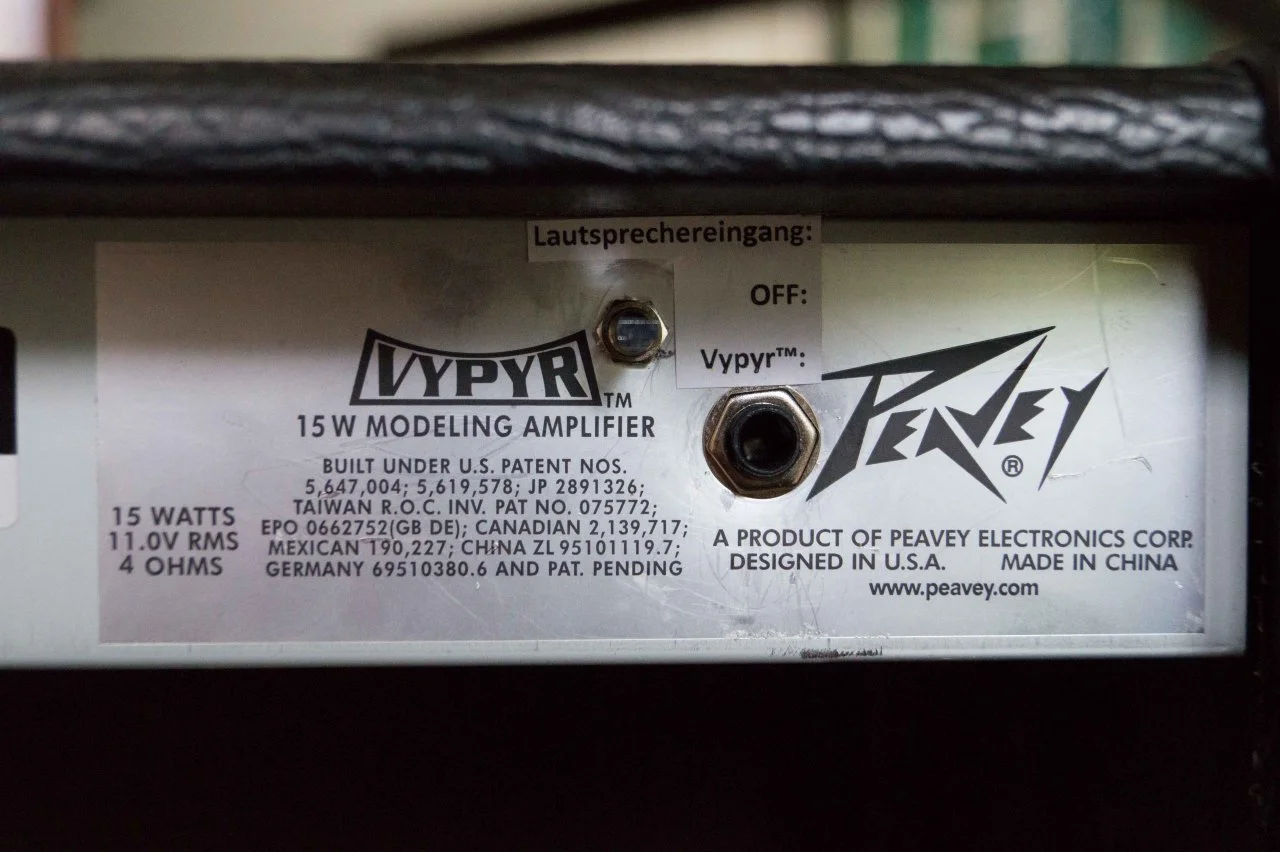 Lautsprechereingang:
OFF:
Vypyr™:
VYPYR™
15W MODELING AMPLIFIER
BUILT UNDER U.S. PATENT NOS.
5,647,004; 5,619,578; JP 2891326;
TAIWAN R.O.C. INV. PAT NO. 075772;
EPO 0662752(GB DE); CANADIAN 2,139,717;
MEXICAN 190,227; CHINA ZL 95101119.7;
GERMANY 69510380.6 AND PAT. PENDING
15 WATTS
11.0V RMS
4 OHMS
PEAVEY®
A PRODUCT OF PEAVEY ELECTRONICS CORP.
DESIGNED IN U.S.A. MADE IN CHINA
www.peavey.com